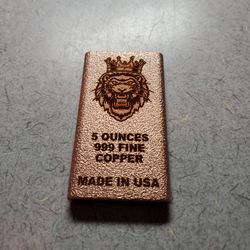 5 OUNCES
999 FINE
COPPER
MADE IN USA